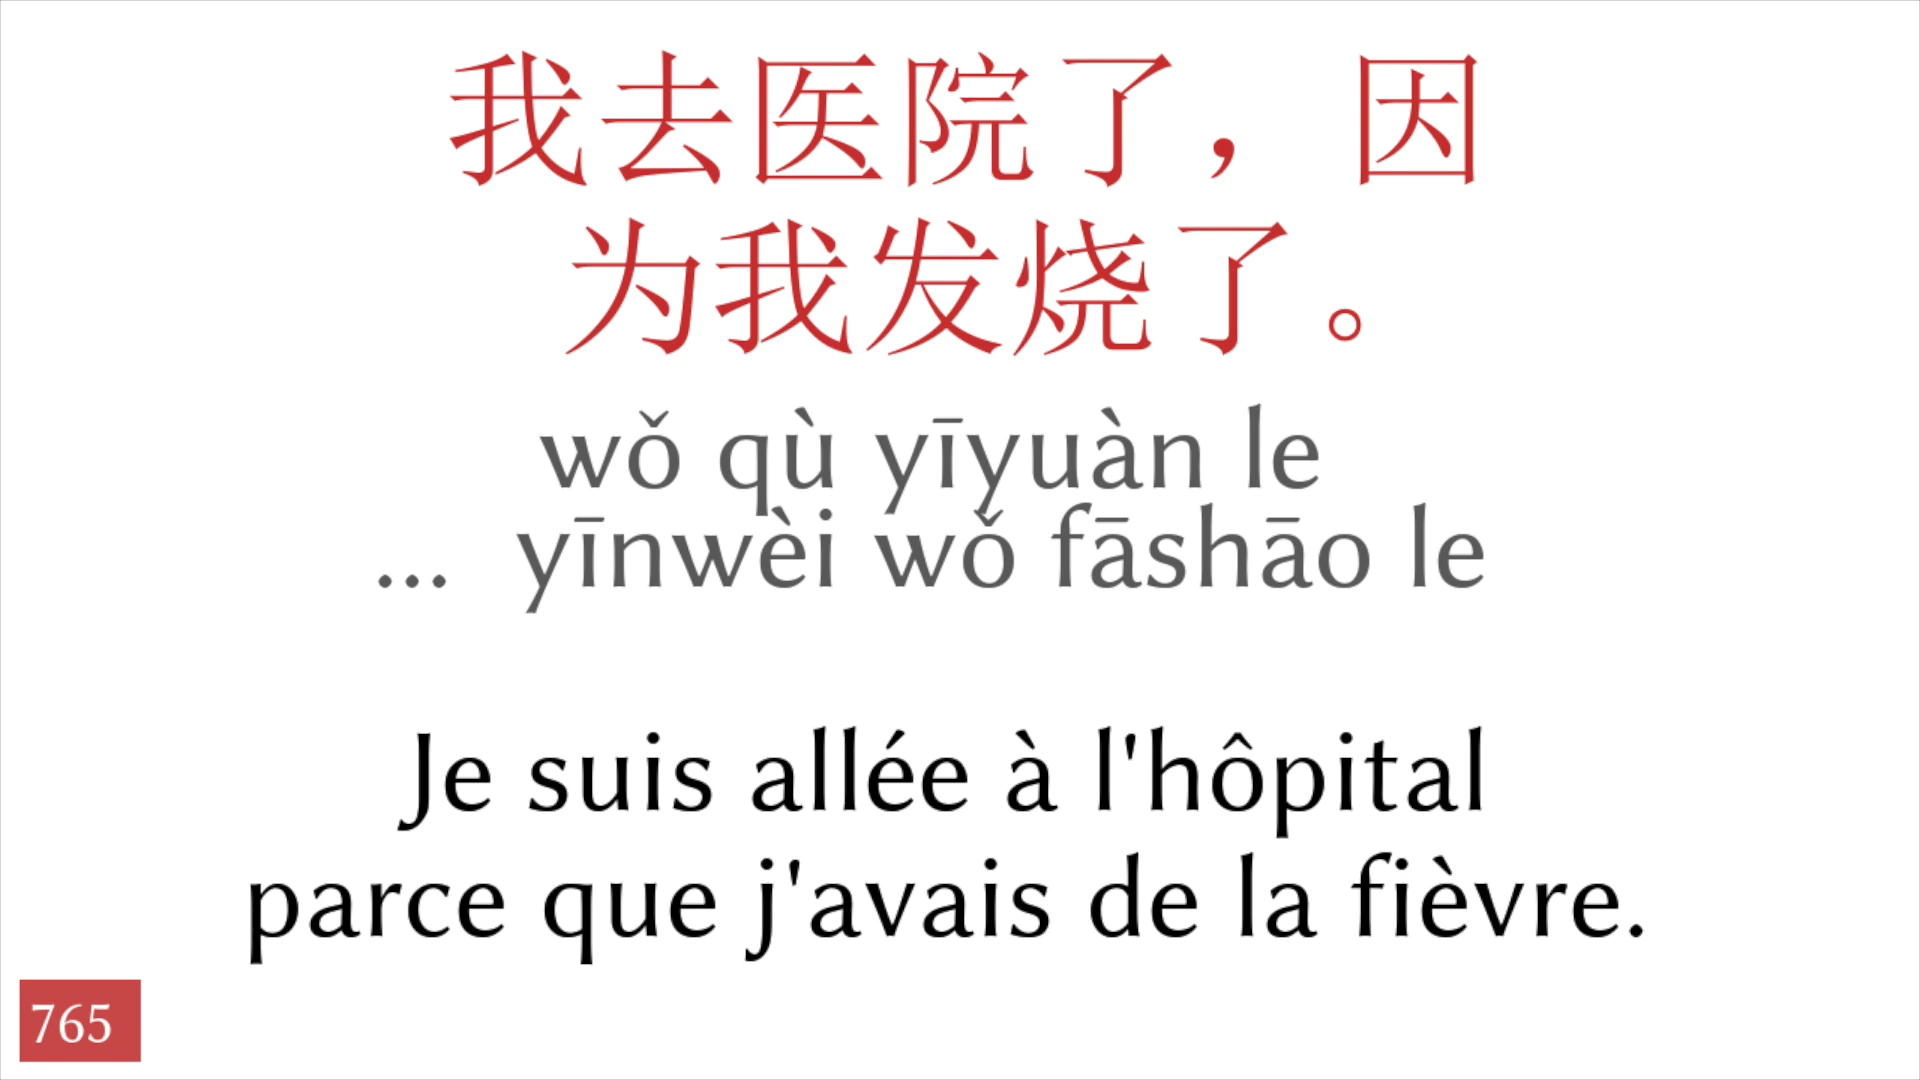 我去医院了，因
为我发烧了。
wǒ qù yīyuàn le
... yīnwèi wǒ fāshāo le
Je suis allée à l'hôpital
parce que j'avais de la fièvre.
765